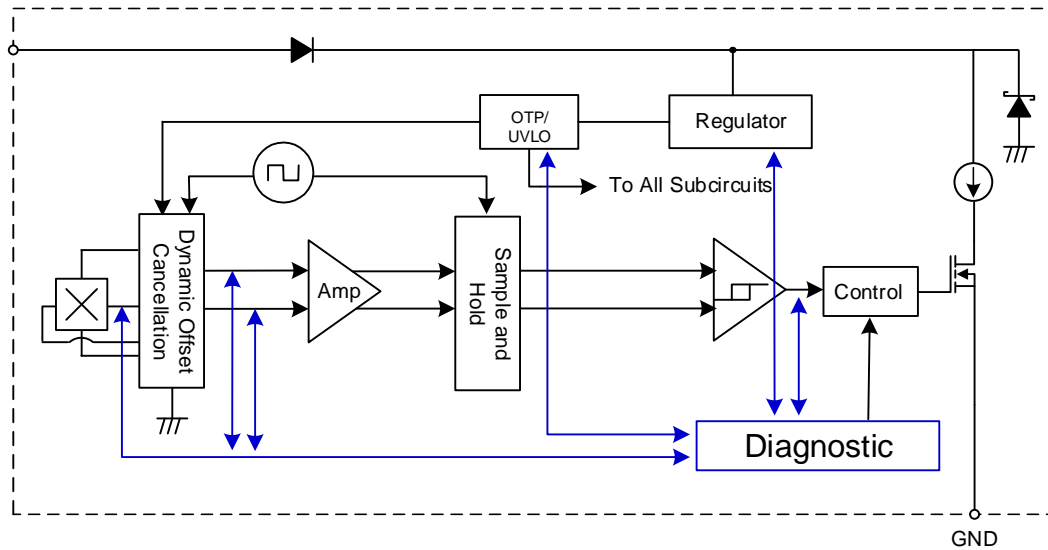 OTP/
UVLO
Regulator
To All Subcircuits
Dynamic Offset
Cancellation
Amp
Sample and
Hold
Control
Diagnostic
GND